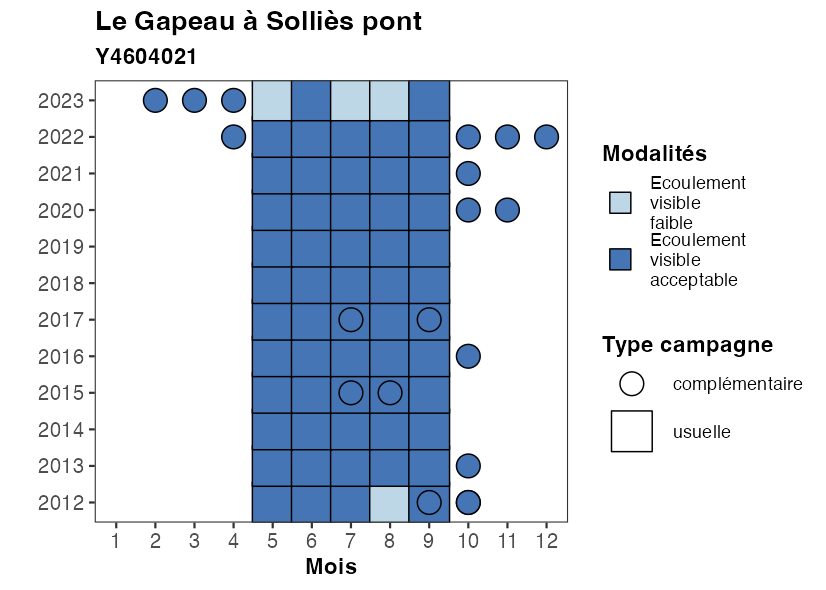 Le Gapeau à Solliès pont
Y4604021
2023
2022
2021
2020
2019
2018
2017
2016
2015
2014
2013
2012
1 2 3 4 5 6 7 8 9 10 11 12
Mois
Modalités
Ecoulement
visible
faible
Ecoulement
visible
acceptable
Type campagne
complémentaire
usuelle